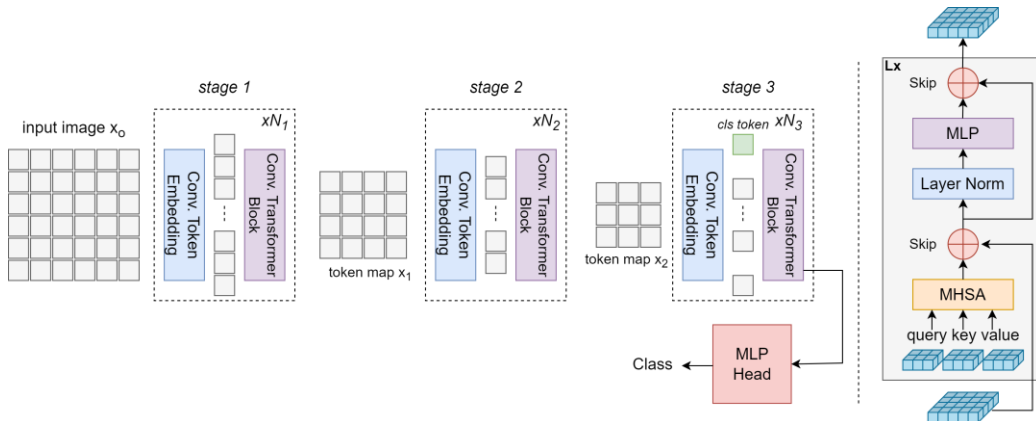 stage 1
stage 2
stage 3
input image x₀
xN₁
Conv. Token
Embedding
Conv. Transformer
Block
token map x₁
xN₂
Conv. Token
Embedding
Conv. Transformer
Block
token map x₂
cls token
xN₃
Conv. Token
Embedding
Conv. Transformer
Block
MLP
Head
Class
Lx
Skip
MLP
Layer Norm
Skip
MHSA
query key value